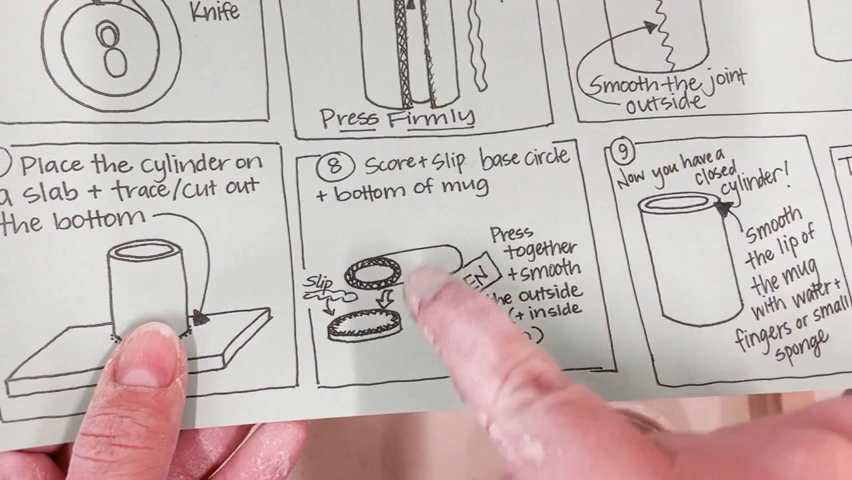 Knife
Press Firmly
Smooth the joint
outside
Place the cylinder on
a slab + trace/cut out
the bottom
8 Score + slip base circle
+ bottom of mug
Slip
Press
together
+ smooth
outside
+ inside
9
Now you have a
closed
cylinder!
Smooth
the lip of
the mug
with water +
fingers or small
sponge